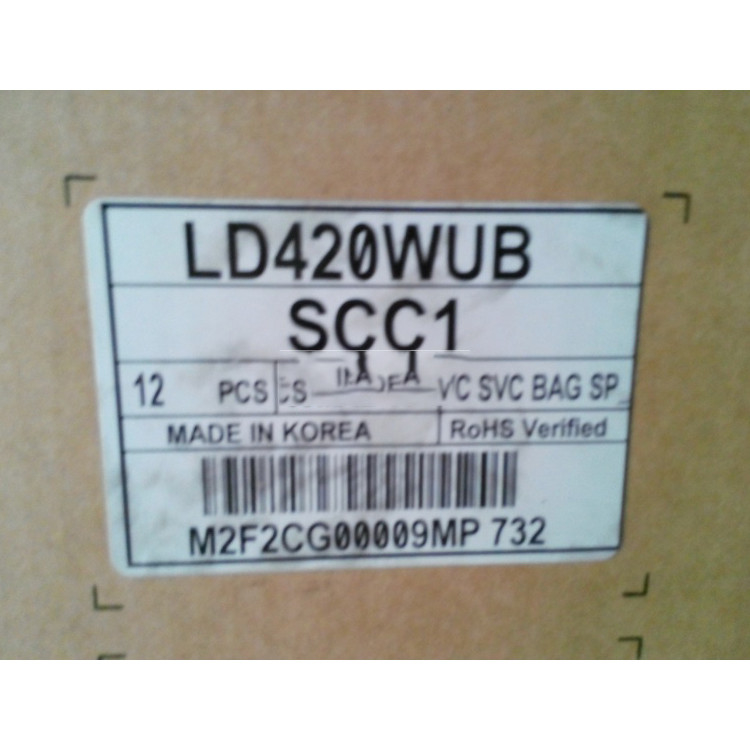 LD420WUB
SCC1
12 PCS VC SVC BAG SP
MADE IN KOREA RoHS Verified
M2F2CG00009MP 732